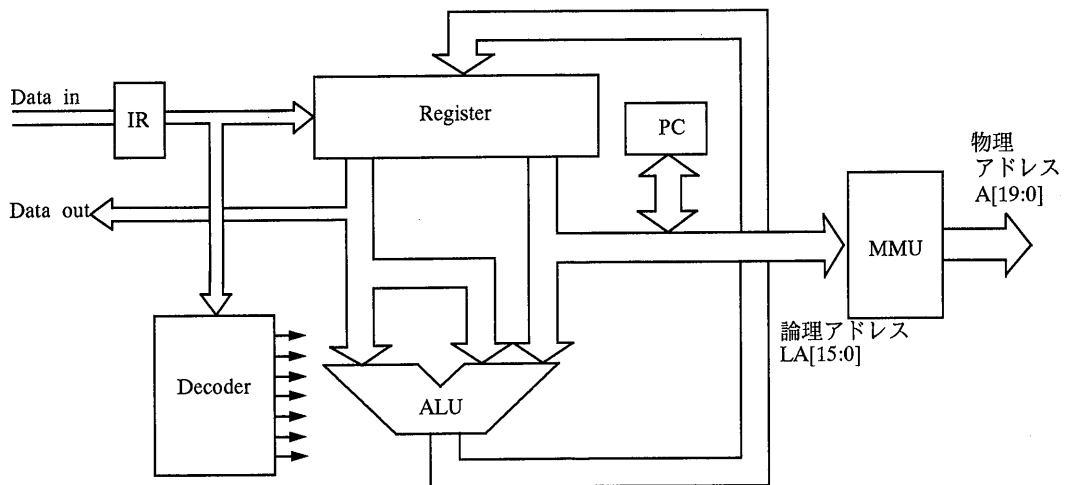 Data in
IR
Register
PC
物理
アドレス
A[19:0]
Data out
MMU
論理アドレス
LA[15:0]
Decoder
ALU